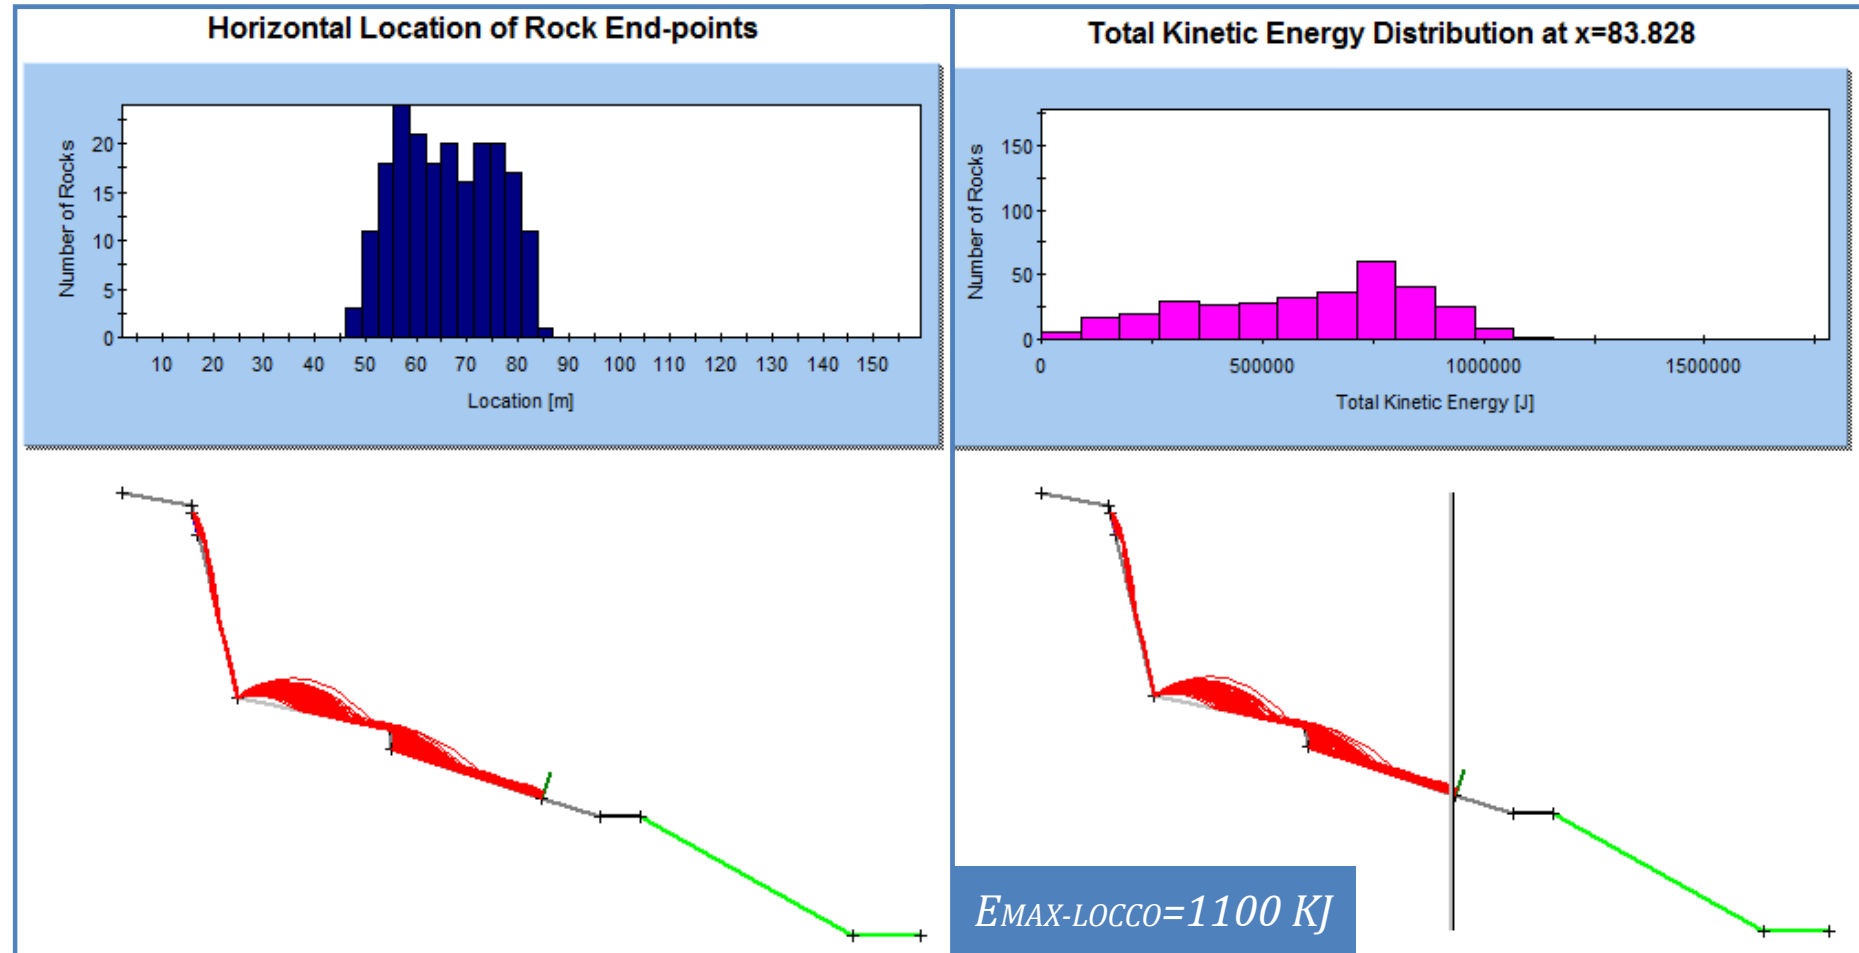 Horizontal Location of Rock End-points
Number of Rocks
20
15
10
5
0
10 20 30 40 50 60 70 80 90 100 110 120 130 140 150
Location [m]
Total Kinetic Energy Distribution at x=83.828
Number of Rocks
150
100
50
0
0 500000 1000000 1500000
Total Kinetic Energy [J]
EMAX-LOCCO=1100 KJ